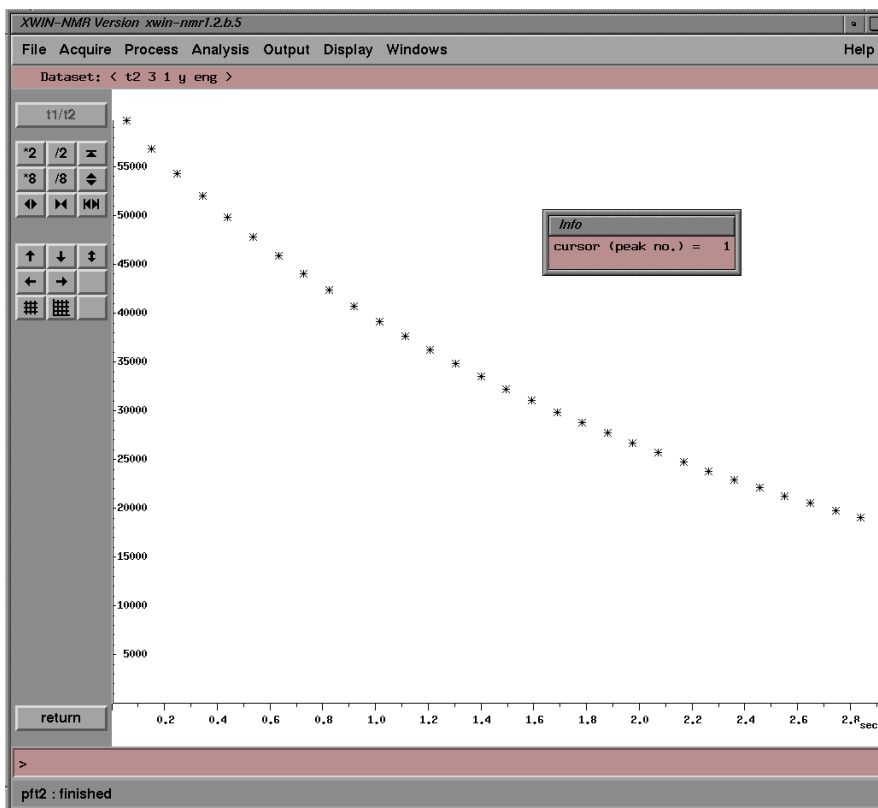 XWIN-NMR Version xwin-nmr1.2.b.5
File Acquire Process Analysis Output Display Windows Help
Dataset: < t2 3 1 y eng >
t1/t2
*2 /2
*8 /8
Info
cursor (peak no.) = 1
55000
50000
45000
40000
35000
30000
25000
20000
15000
10000
5000
return
0.2 0.4 0.6 0.8 1.0 1.2 1.4 1.6 1.8 2.0 2.2 2.4 2.6 2.8 sec
>
pft2 : finished